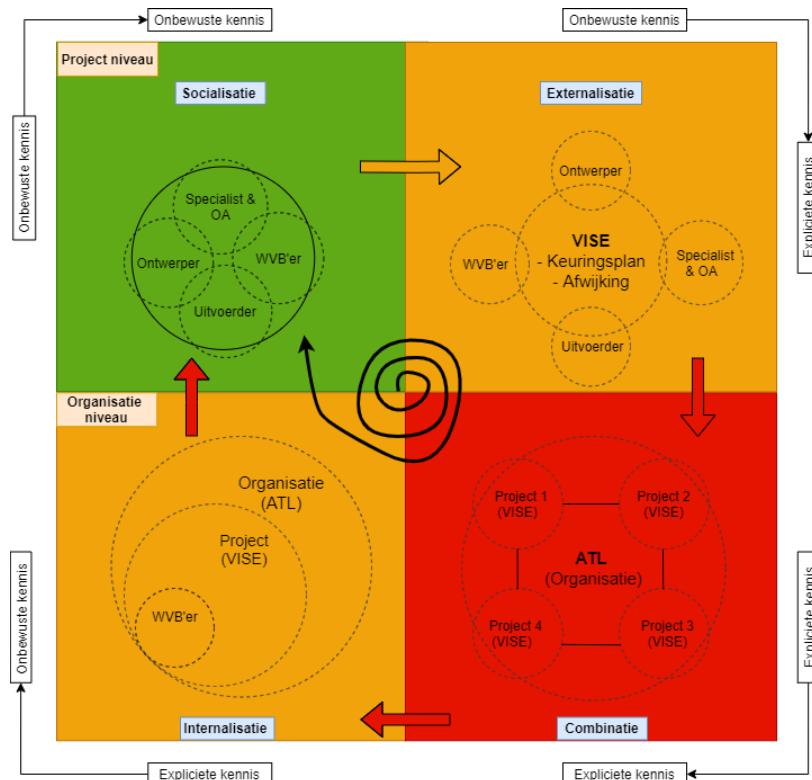 Onbewuste kennis
Onbewuste kennis
Project niveau
Socialisatie
Externalisatie
Onbewuste kennis
Expliciete kennis
Specialist &
OA
Ontwerper
WVB'er
Uitvoerder
Ontwerper
WVB'er
VISE
- Keuringsplan
- Afwijking
Specialist
& OA
Uitvoerder
Organisatie
niveau
Organisatie
(ATL)
Project
(VISE)
WVB'er
Project 1
(VISE)
Project 2
(VISE)
ATL
(Organisatie)
Project 4
(VISE)
Project 3
(VISE)
Onbewuste kennis
Expliciete kennis
Internalisatie
Combinatie
Expliciete kennis
Expliciete kennis